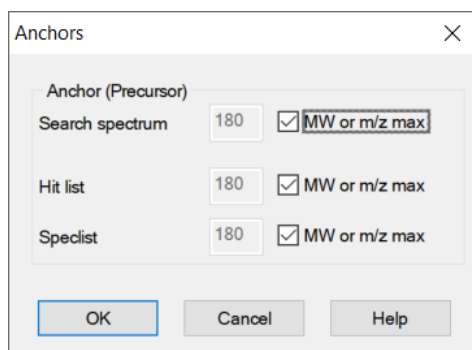 Anchors
Anchor (Precursor)
Search spectrum 180 MW or m/z max
Hit list 180 MW or m/z max
Speclist 180 MW or m/z max
OK Cancel Help